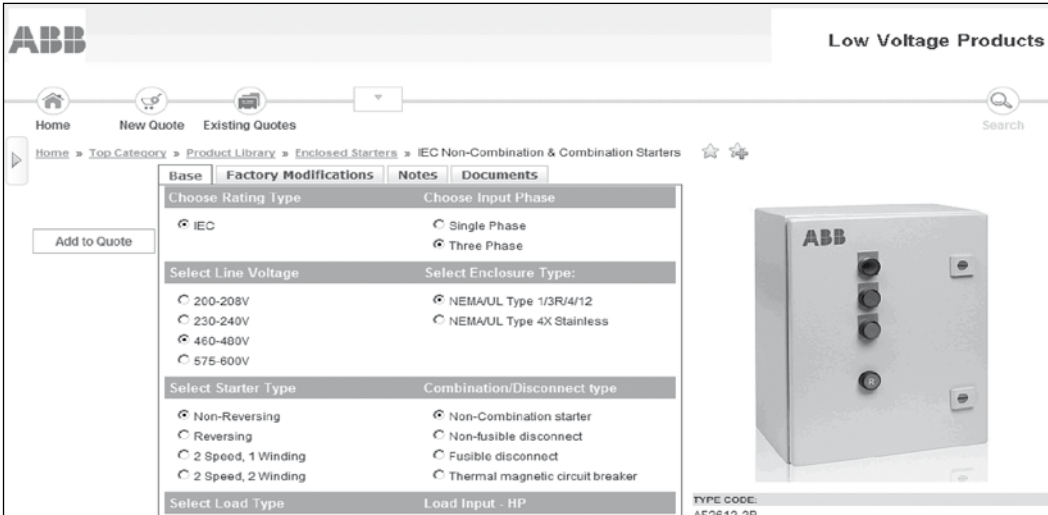 ABB
Low Voltage Products
Home New Quote Existing Quotes Search
Home » Top Category » Product Library » Enclosed Starters » IEC Non-Combination & Combination Starters
Base Factory Modifications Notes Documents
Choose Rating Type Choose Input Phase
IEC Single Phase
Three Phase
Add to Quote
Select Line Voltage Select Enclosure Type:
200-208V NEMA/UL Type 1/3R/4/12
230-240V NEMA/UL Type 4X Stainless
460-480V
575-600V
Select Starter Type Combination/Disconnect type
Non-Reversing Non-Combination starter
Reversing Non-fusible disconnect
2 Speed, 1 Winding Fusible disconnect
2 Speed, 2 Winding Thermal magnetic circuit breaker
Select Load Type Load Input - HP
ABB
R
TYPE CODE: